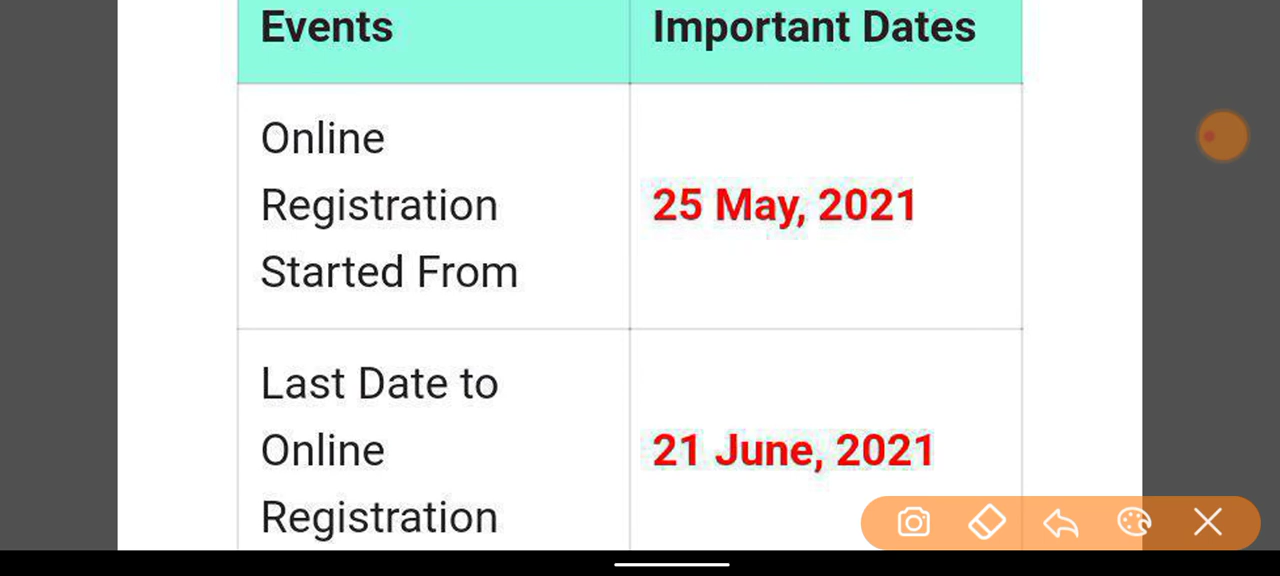 Events
Important Dates
Online
Registration
Started From
25 May, 2021
Last Date to
Online
Registration
21 June, 2021